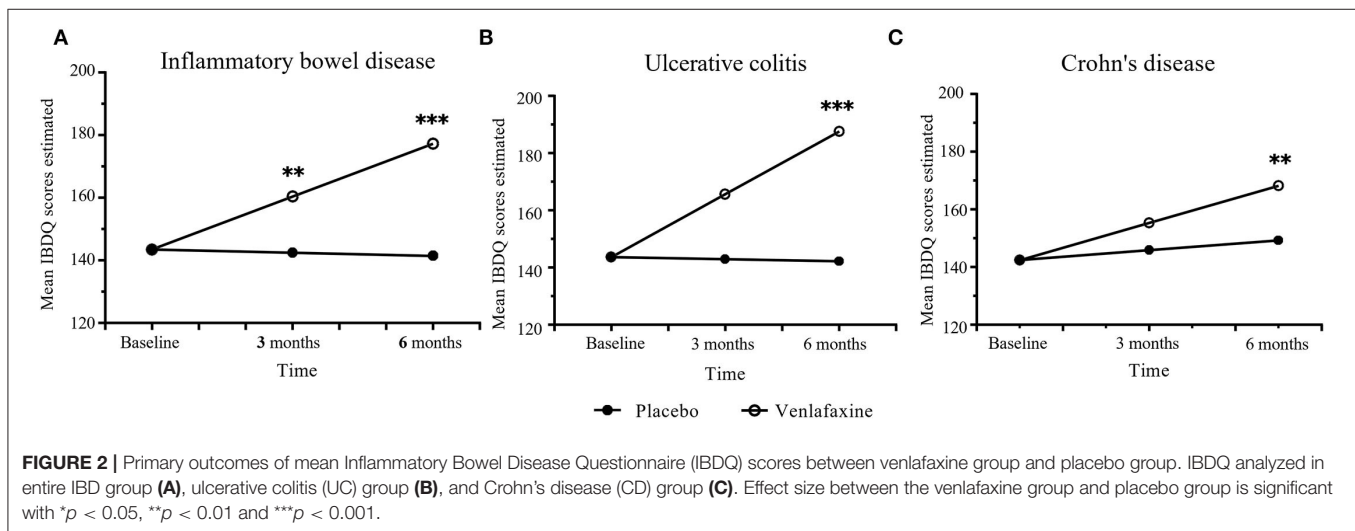 A
Inflammatory bowel disease
200
180
160
140
120
Mean IBDQ scores estimated
**
***
Baseline
3 months
6 months
Time
B
Ulcerative colitis
200
180
160
140
120
Mean IBDQ scores estimated
***
Baseline
3 months
6 months
Time
C
Crohn's disease
200
180
160
140
120
Mean IBDQ scores estimated
**
Baseline
3 months
6 months
Time
Placebo
Venlafaxine
FIGURE 2 | Primary outcomes of mean Inflammatory Bowel Disease Questionnaire (IBDQ) scores between venlafaxine group and placebo group. IBDQ analyzed in
entire IBD group (A), ulcerative colitis (UC) group (B), and Crohn's disease (CD) group (C). Effect size between the venlafaxine group and placebo group is significant
with *p < 0.05, **p < 0.01 and ***p < 0.001.